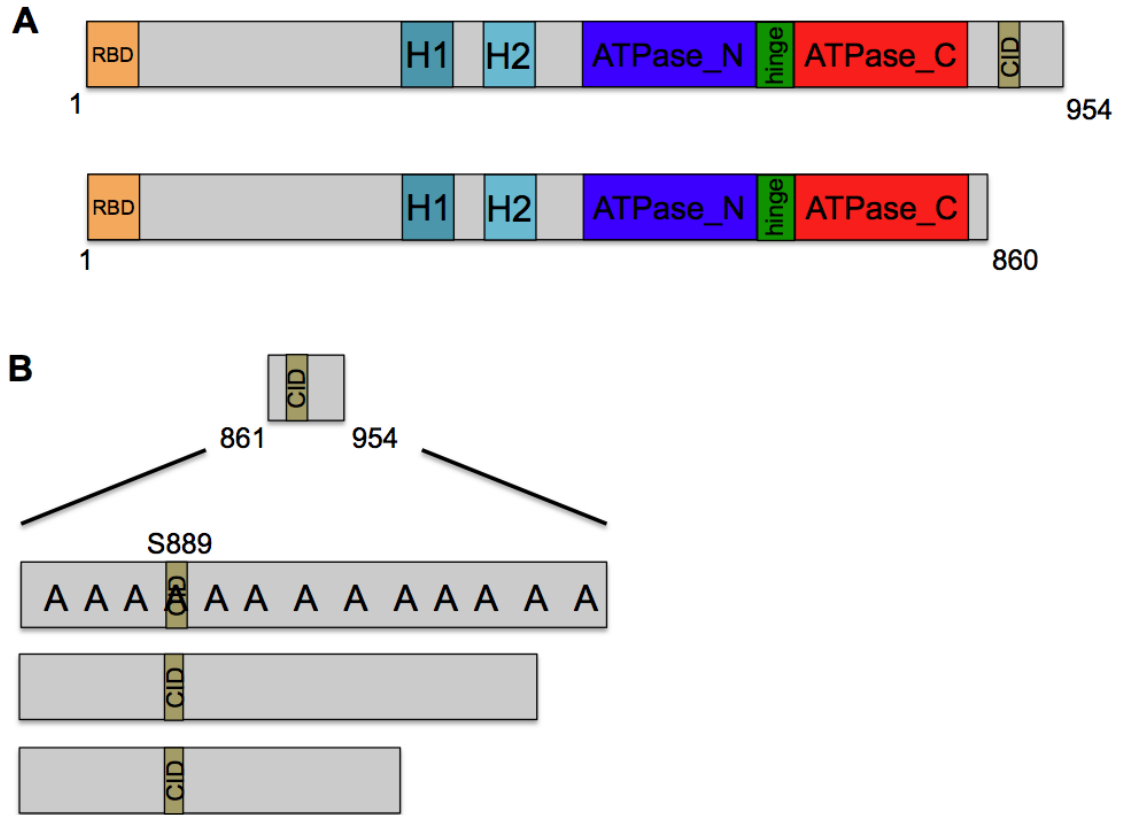 A
RBD H1 H2 ATPase_N hinge ATPase_C CID
1 954
RBD H1 H2 ATPase_N hinge ATPase_C
1 860
B
CID
861 954
S889
A A A A A A A A A A A A A
CID
CID
CID